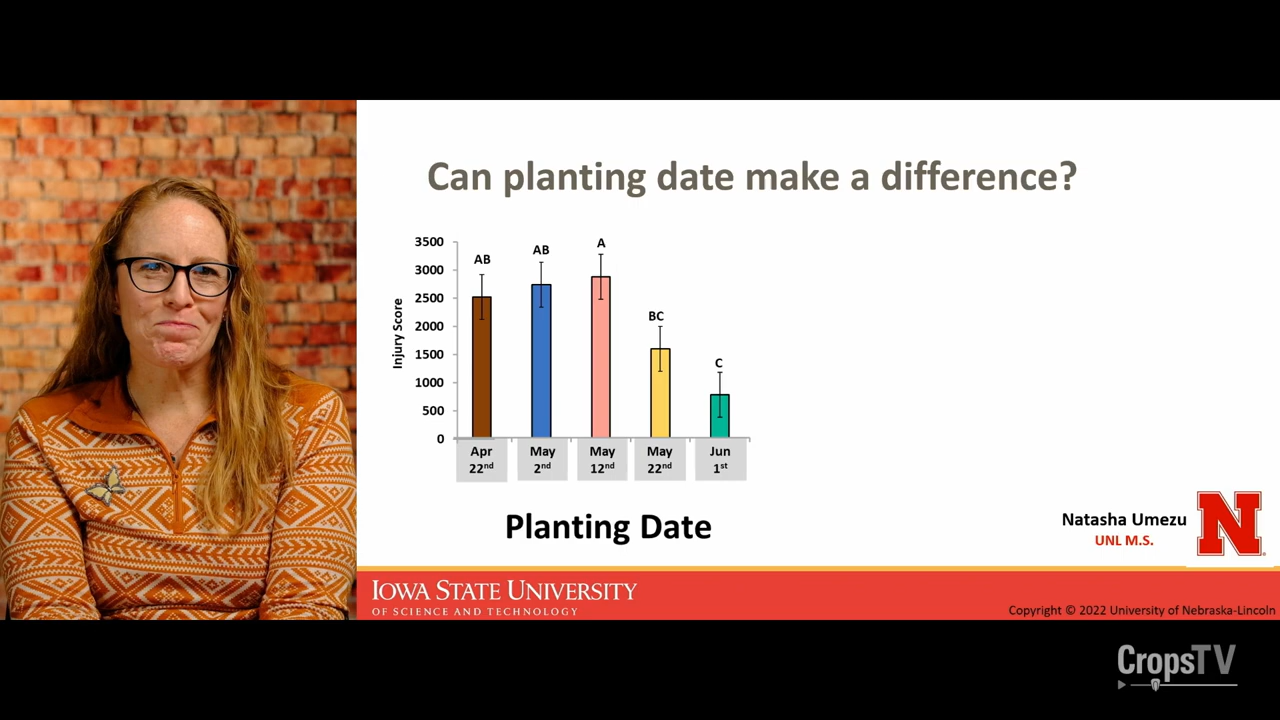 Can planting date make a difference?
3500
3000
2500
2000
1500
1000
500
0
Injury Score
AB
AB
A
BC
C
Apr
22nd
May
2nd
May
12nd
May
22nd
Jun
1st
Planting Date
Natasha Umezu
UNL M.S.
N
IOWA STATE UNIVERSITY
OF SCIENCE AND TECHNOLOGY
Copyright © 2022 University of Nebraska-Lincoln
CropsTV